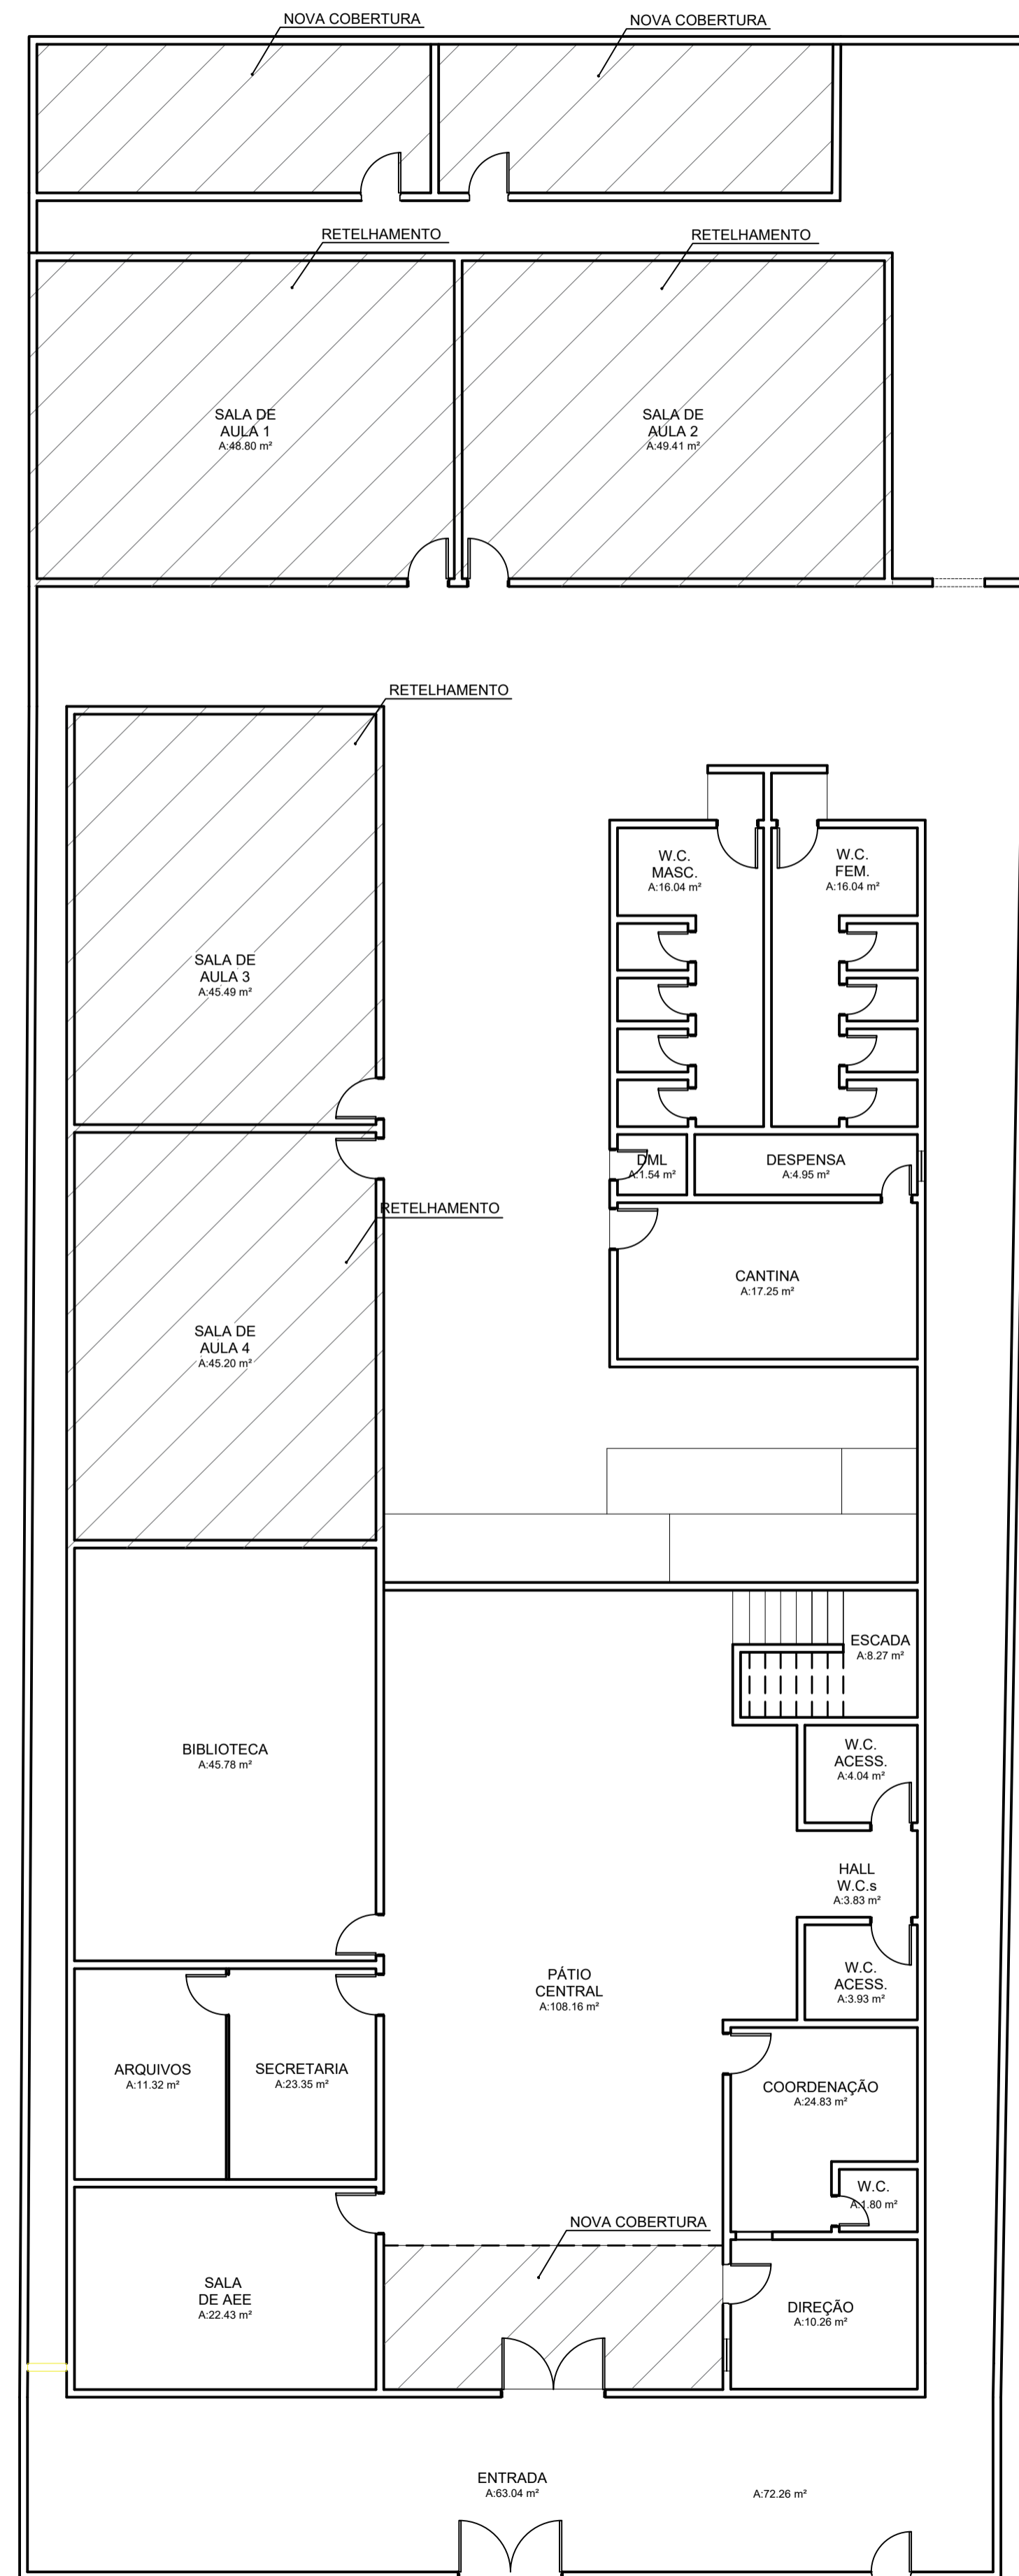 NOVA COBERTURA
NOVA COBERTURA
RETELHAMENTO
RETELHAMENTO
SALA DE
AULA 1
A:48.80 m²
SALA DE
AULA 2
A:49.41 m²
RETELHAMENTO
W.C.
MASC.
A:16.04 m²
W.C.
FEM.
A:16.04 m²
SALA DE
AULA 3
A:45.49 m²
DML
A:1.54 m²
DESPENSA
A:4.95 m²
RETELHAMENTO
CANTINA
A:17.25 m²
SALA DE
AULA 4
A:45.20 m²
ESCADA
A:8.27 m²
BIBLIOTECA
A:45.78 m²
W.C.
ACESS.
A:4.04 m²
HALL
W.C.s
A:3.83 m²
PÁTIO
CENTRAL
A:108.16 m²
W.C.
ACESS.
A:3.93 m²
ARQUIVOS
A:11.32 m²
SECRETARIA
A:23.35 m²
COORDENAÇÃO
A:24.83 m²
W.C.
A:1.80 m²
NOVA COBERTURA
SALA
DE AEE
A:22.43 m²
DIREÇÃO
A:10.26 m²
ENTRADA
A:63.04 m²
A:72.26 m²